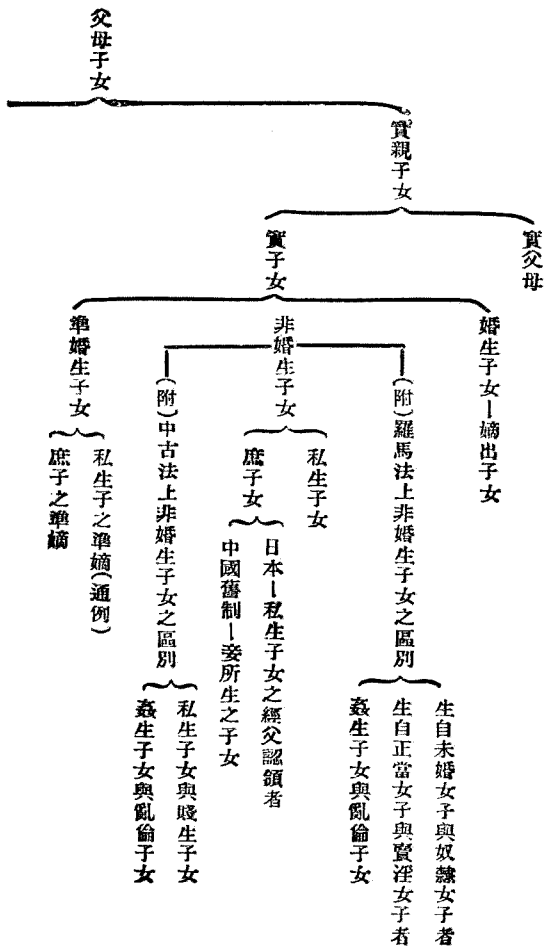 父母子女
實親子女
實父母
實子女
婚生子女—嫡出子女
非婚生子女
(附)羅馬法上非婚生子女之區別
生自未婚女子與奴隸女子者
生自正當女子與賣淫女子者
姦生子女與亂倫子女
私生子女
庶子女
日本—私生子女之經父認領者
中國舊制—妾所生之子女
(附)中古法上非婚生子女之區別
私生子女與賤生子女
姦生子女與亂倫子女
準婚生子女
私生子之準嫡(通例)
庶子之準嫡